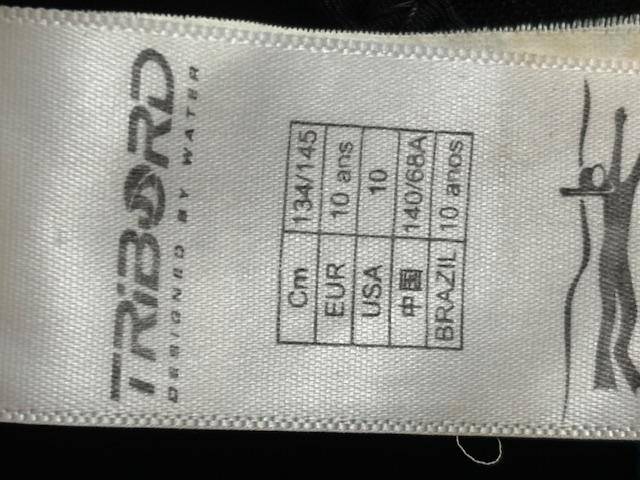 TRIBORD
DESIGNED BY WATER
Cm 134/145
EUR 10 ans
USA 10
中国 140/68A
BRAZIL 10 anos